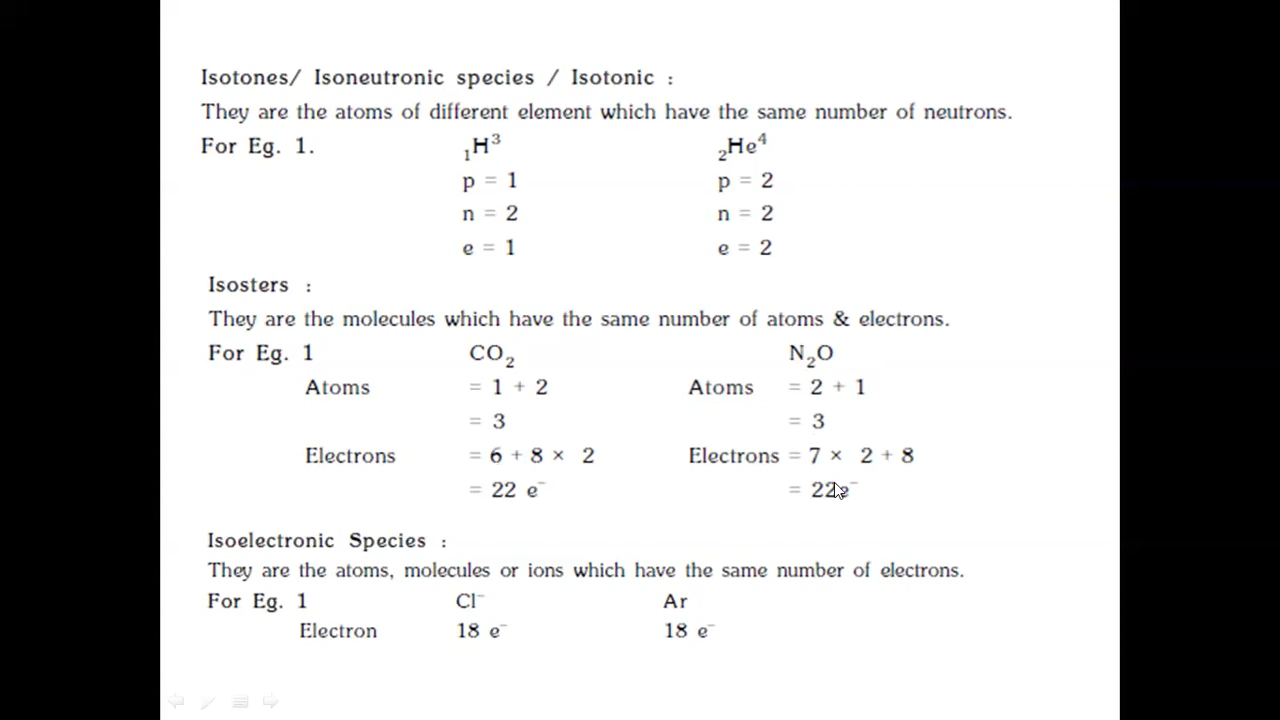 Isotones/ Isoneutronic species / Isotonic :
They are the atoms of different element which have the same number of neutrons.
For Eg. 1. ₁H³ ₂He⁴
p = 1 p = 2
n = 2 n = 2
e = 1 e = 2
Isosters :
They are the molecules which have the same number of atoms & electrons.
For Eg. 1 CO₂ N₂O
Atoms = 1 + 2 Atoms = 2 + 1
= 3 = 3
Electrons = 6 + 8 × 2 Electrons = 7 × 2 + 8
= 22 e⁻ = 22e⁻
Isoelectronic Species :
They are the atoms, molecules or ions which have the same number of electrons.
For Eg. 1 Cl⁻ Ar
Electron 18 e⁻ 18 e⁻